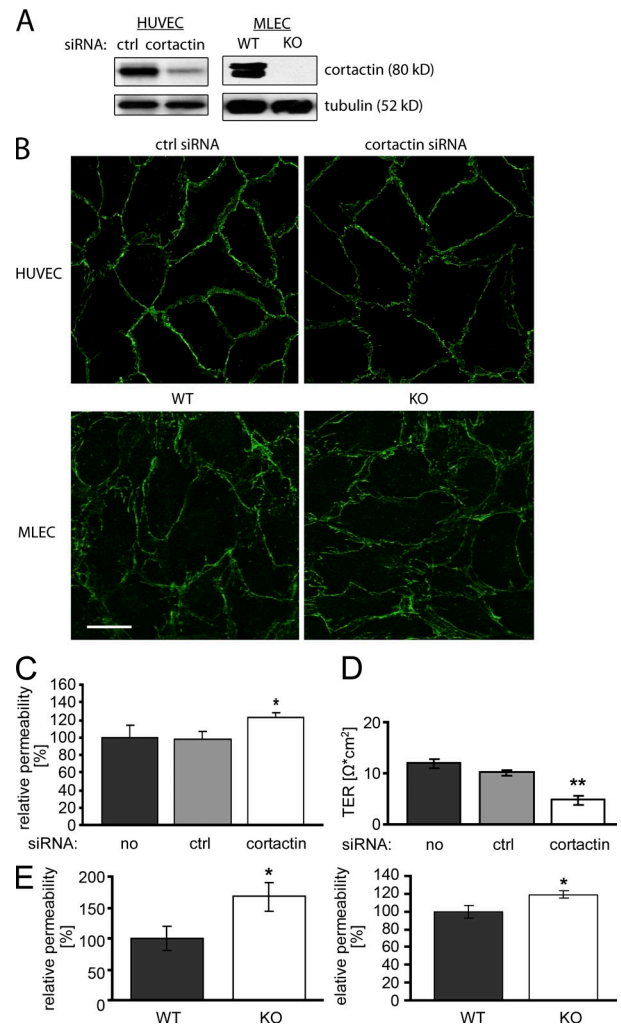 A
HUVEC MLEC
siRNA: ctrl cortactin WT KO
cortactin (80 kD)
tubulin (52 kD)
B
ctrl siRNA cortactin siRNA
HUVEC
WT KO
MLEC
C
relative permeability
[%]
160
140
120
100
80
60
40
20
0
*
siRNA: no ctrl cortactin
D
TER [Ω*cm²]
20
10
0
**
siRNA: no ctrl cortactin
E
relative permeability
[%]
200
150
100
50
0
*
WT KO
elative permeability
[%]
140
120
100
80
60
40
20
0
*
WT KO